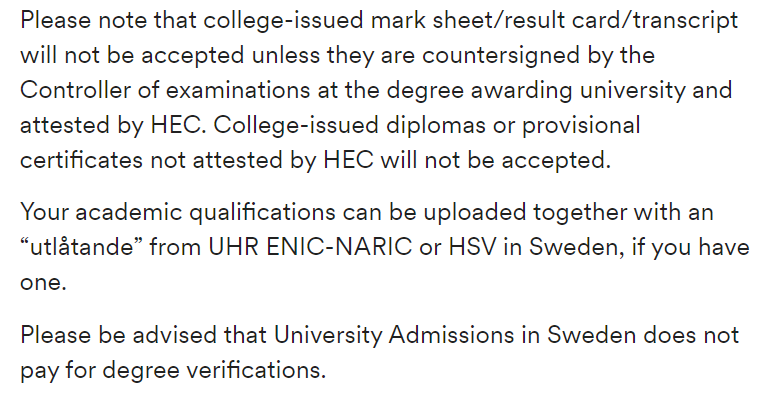 Please note that college-issued mark sheet/result card/transcript
will not be accepted unless they are countersigned by the
Controller of examinations at the degree awarding university and
attested by HEC. College-issued diplomas or provisional
certificates not attested by HEC will not be accepted.
Your academic qualifications can be uploaded together with an
“utlåtande” from UHR ENIC-NARIC or HSV in Sweden, if you have
one.
Please be advised that University Admissions in Sweden does not
pay for degree verifications.